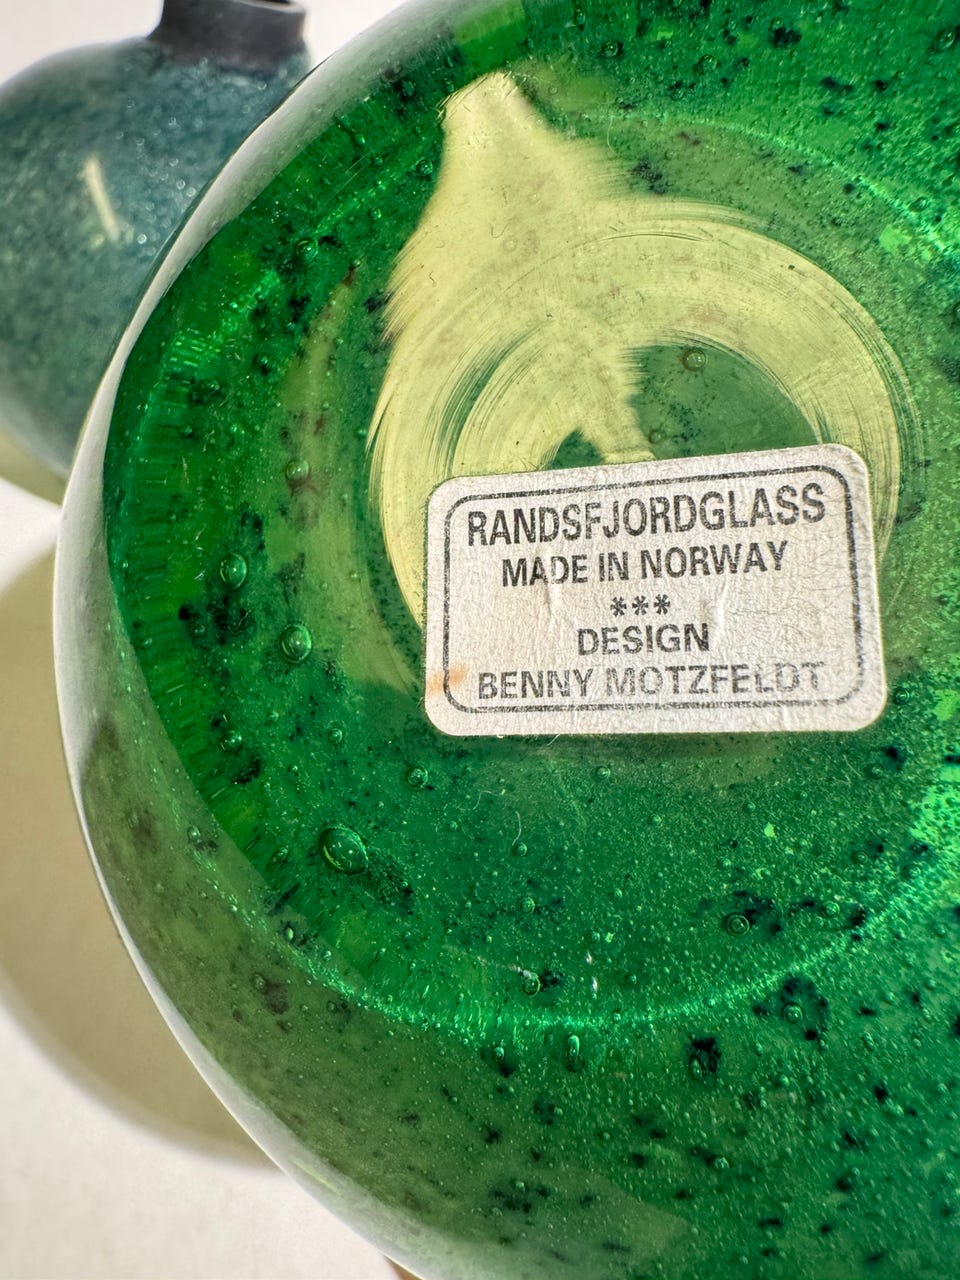 RANDSFJORDGLASS
MADE IN NORWAY
***
DESIGN
BENNY MOTZFELDT